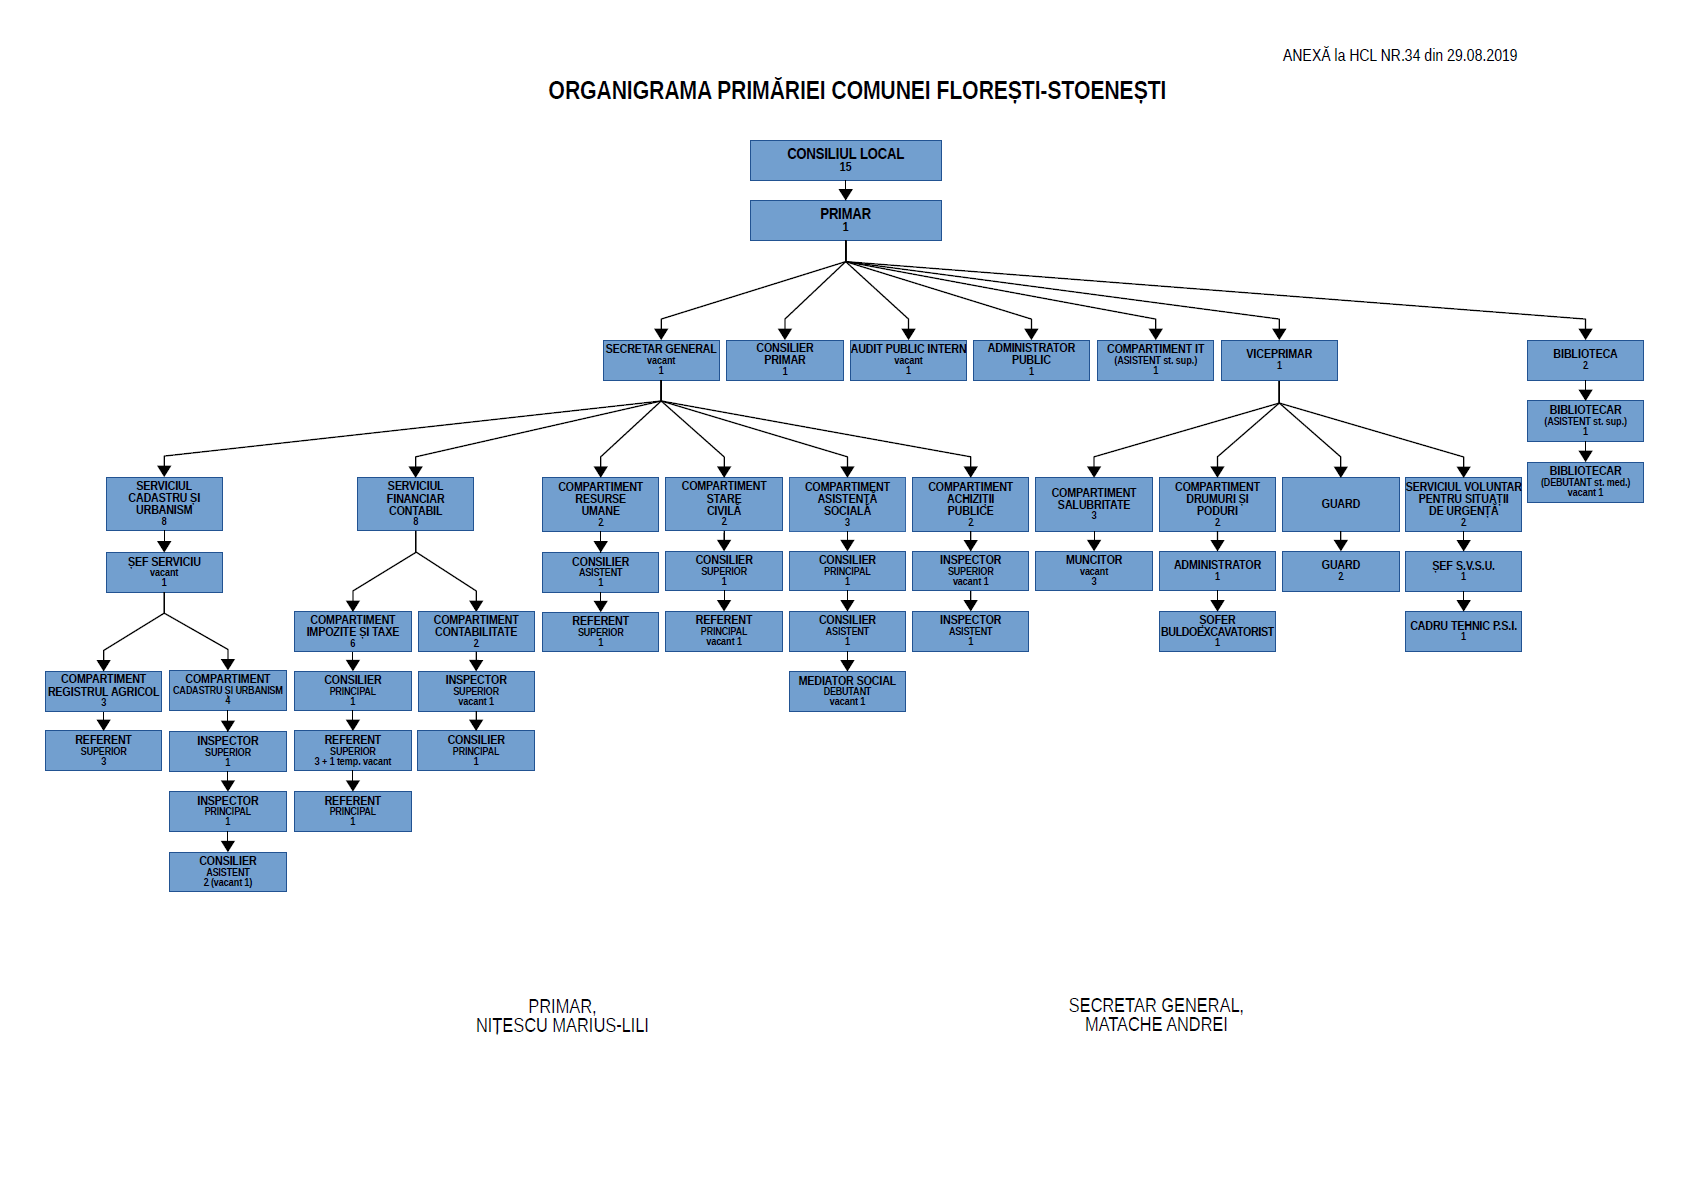 ANEXĂ la HCL NR.34 din 29.08.2019
ORGANIGRAMA PRIMĂRIEI COMUNEI FLOREȘTI-STOENEȘTI
CONSILIUL LOCAL
15
PRIMAR
1
SECRETAR GENERAL
vacant
1
CONSILIER
PRIMAR
1
AUDIT PUBLIC INTERN
vacant
1
ADMINISTRATOR
PUBLIC
1
COMPARTIMENT IT
(ASISTENT st. sup.)
1
VICEPRIMAR
1
BIBLIOTECA
2
BIBLIOTECAR
(ASISTENT st. sup.)
1
BIBLIOTECAR
(DEBUTANT st. med.)
vacant 1
SERVICIUL
CADASTRU ȘI
URBANISM
8
SERVICIUL
FINANCIAR
CONTABIL
8
COMPARTIMENT
RESURSE
UMANE
2
COMPARTIMENT
STARE
CIVILĂ
2
COMPARTIMENT
ASISTENȚĂ
SOCIALĂ
3
COMPARTIMENT
ACHIZIȚII
PUBLICE
2
COMPARTIMENT
SALUBRITATE
3
COMPARTIMENT
DRUMURI ȘI
PODURI
2
GUARD
SERVICIUL VOLUNTAR
PENTRU SITUAȚII
DE URGENȚĂ
2
ȘEF SERVICIU
vacant
1
CONSILIER
ASISTENT
1
CONSILIER
SUPERIOR
1
CONSILIER
PRINCIPAL
1
INSPECTOR
SUPERIOR
vacant 1
MUNCITOR
vacant
3
ADMINISTRATOR
1
GUARD
2
ȘEF S.V.S.U.
1
COMPARTIMENT
IMPOZITE ȘI TAXE
6
COMPARTIMENT
CONTABILITATE
2
REFERENT
SUPERIOR
1
REFERENT
PRINCIPAL
vacant 1
CONSILIER
ASISTENT
1
INSPECTOR
ASISTENT
1
SOFER
BULDOEXCAVATORIST
1
CADRU TEHNIC P.S.I.
1
COMPARTIMENT
REGISTRUL AGRICOL
3
COMPARTIMENT
CADASTRU ȘI URBANISM
4
CONSILIER
PRINCIPAL
1
INSPECTOR
SUPERIOR
vacant 1
MEDIATOR SOCIAL
DEBUTANT
vacant 1
REFERENT
SUPERIOR
3
INSPECTOR
SUPERIOR
1
REFERENT
SUPERIOR
3 + 1 temp. vacant
CONSILIER
PRINCIPAL
1
INSPECTOR
PRINCIPAL
1
REFERENT
PRINCIPAL
1
CONSILIER
ASISTENT
2 (vacant 1)
PRIMAR,
NIȚESCU MARIUS-LILI
SECRETAR GENERAL,
MATACHE ANDREI